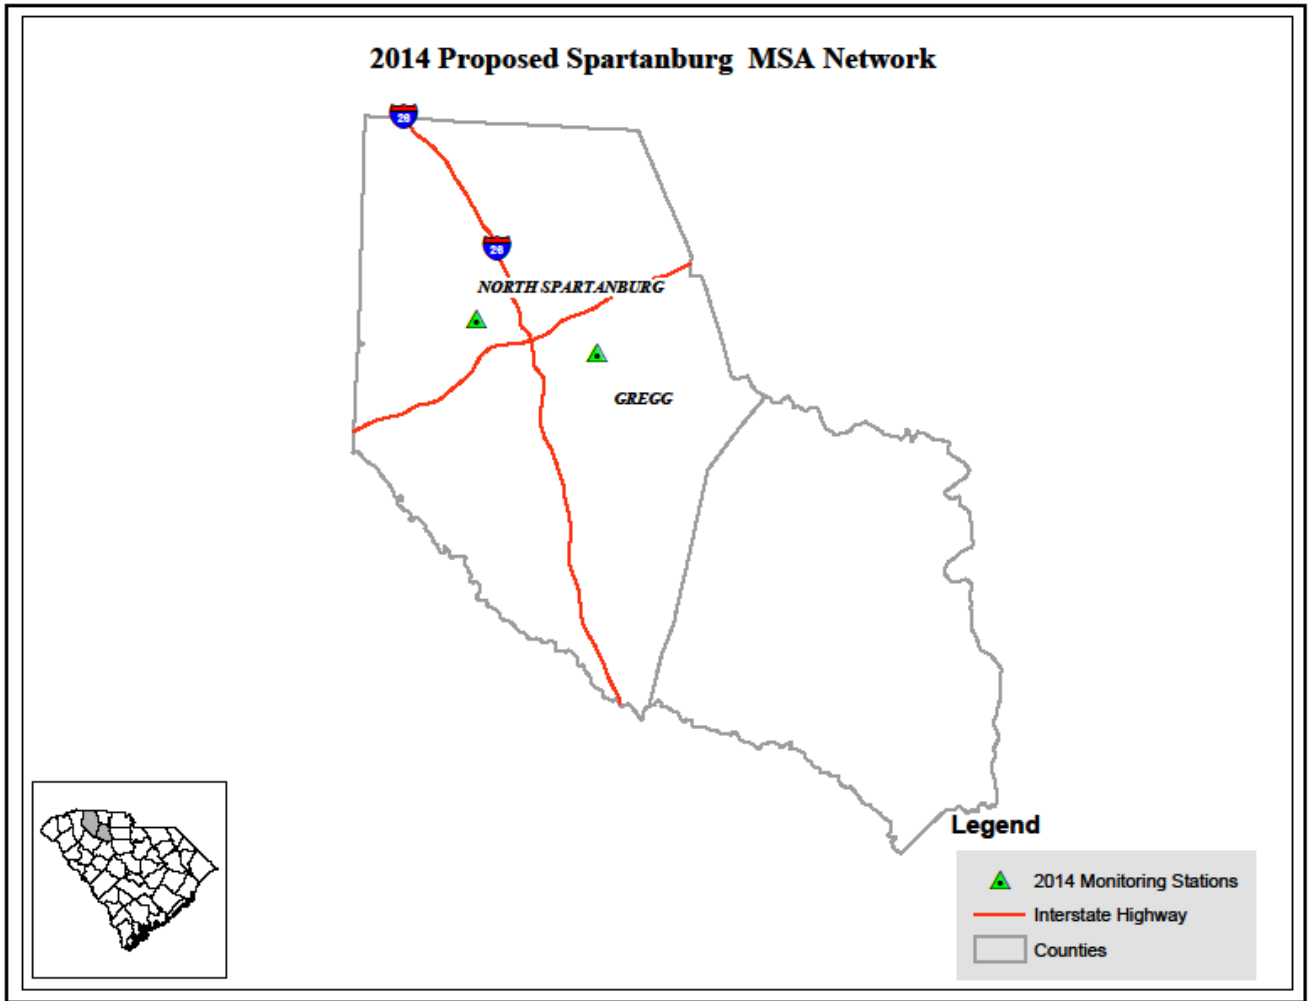 2014 Proposed Spartanburg MSA Network
26
26
NORTH SPARTANBURG
GREGG
Legend
2014 Monitoring Stations
Interstate Highway
Counties